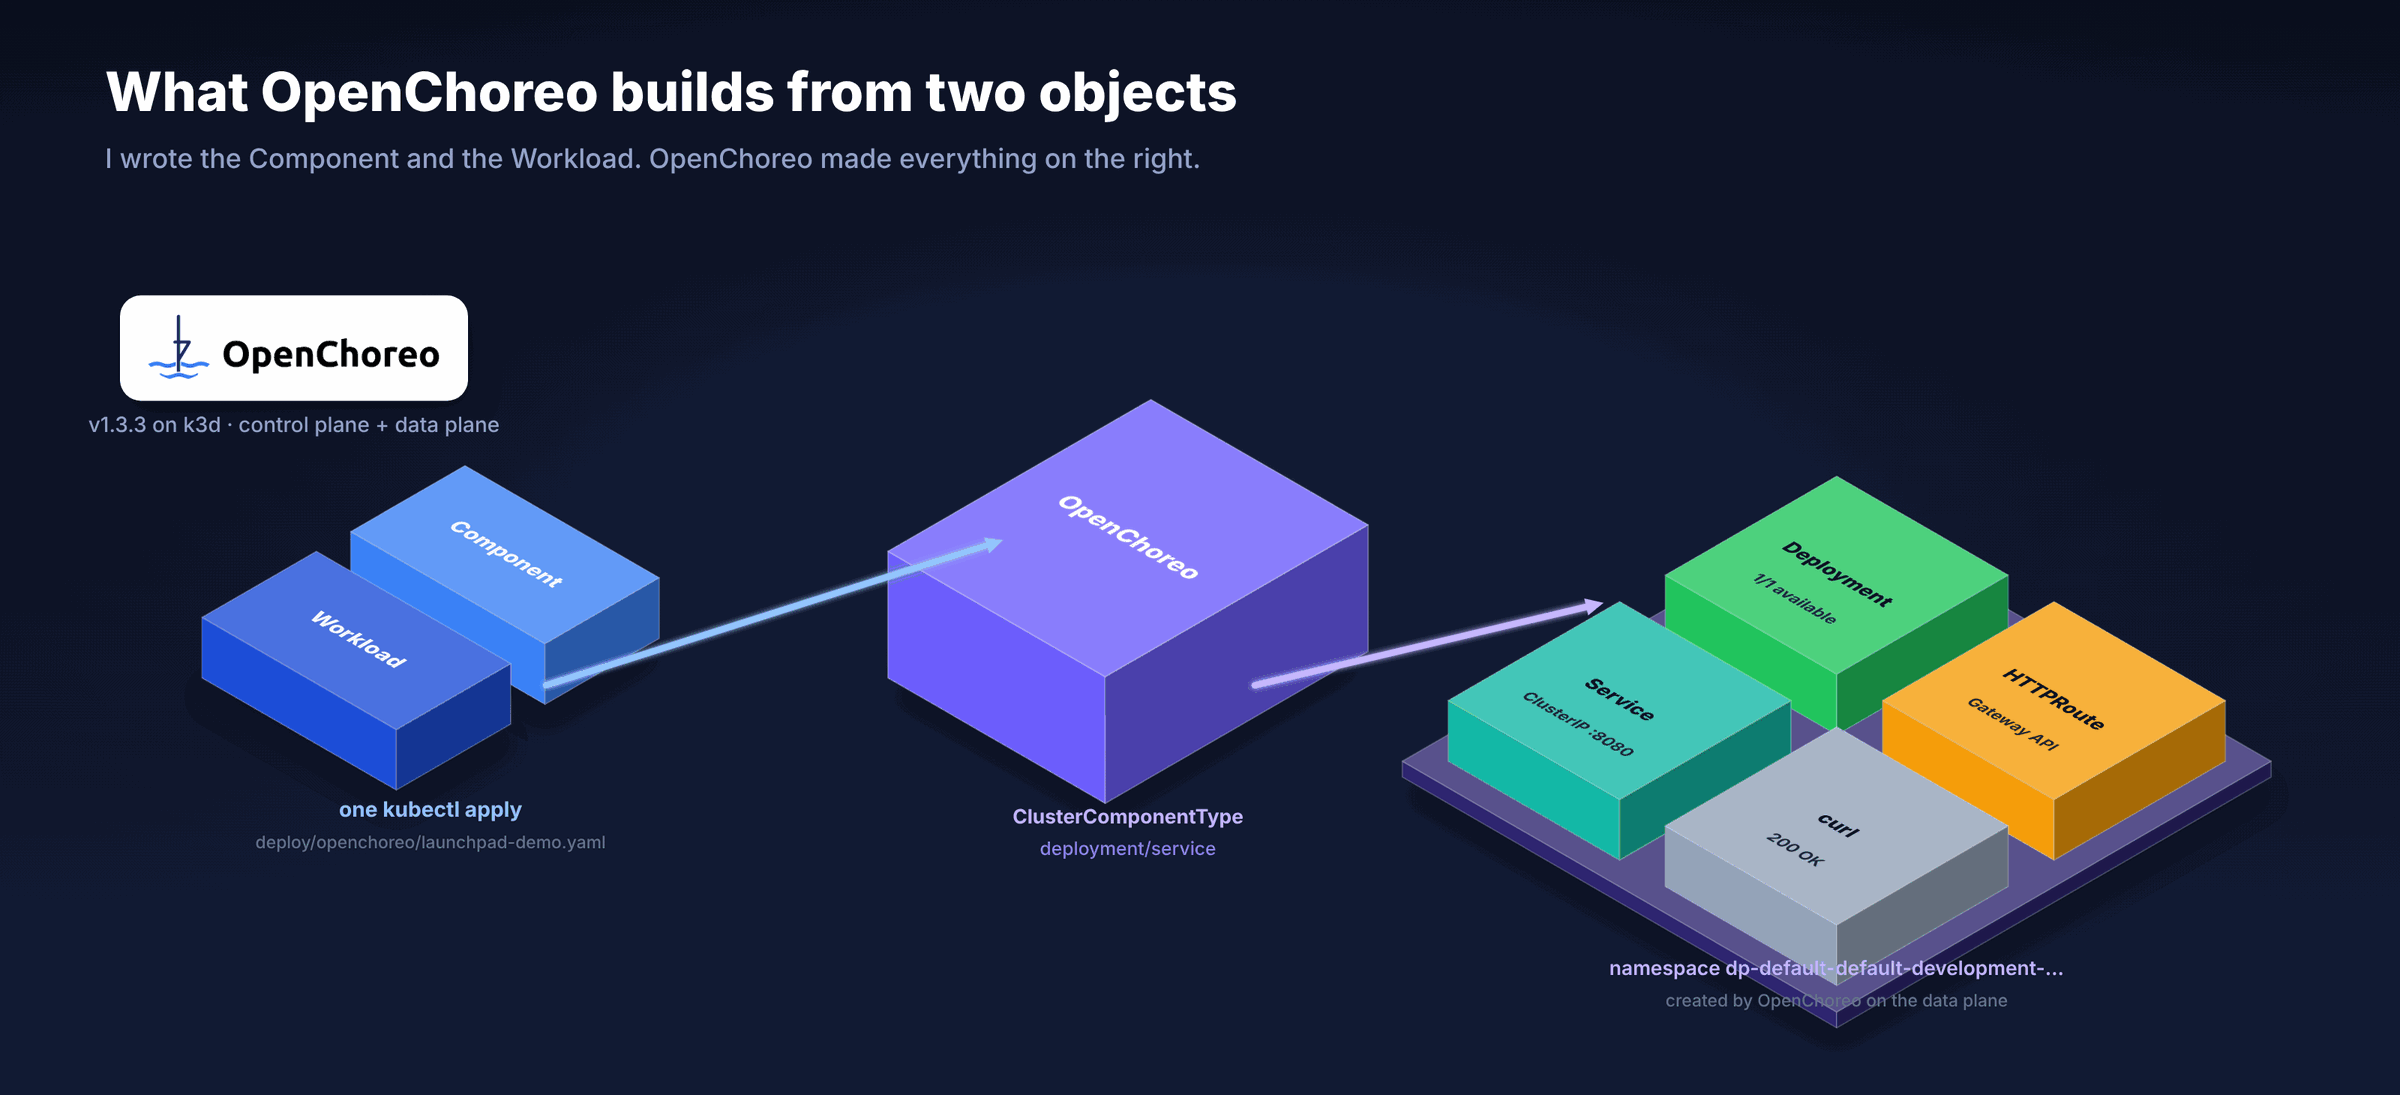 What OpenChoreo builds from two objects
I wrote the Component and the Workload. OpenChoreo made everything on the right.
OpenChoreo
v1.3.3 on k3d · control plane + data plane
Component
Workload
one kubectl apply
deploy/openchoreo/launchpad-demo.yaml
OpenChoreo
ClusterComponentType
deployment/service
Deployment
1/1 available
Service
ClusterIP :8080
HTTPRoute
Gateway API
curl
200 OK
namespace dp-default-default-development-...
created by OpenChoreo on the data plane